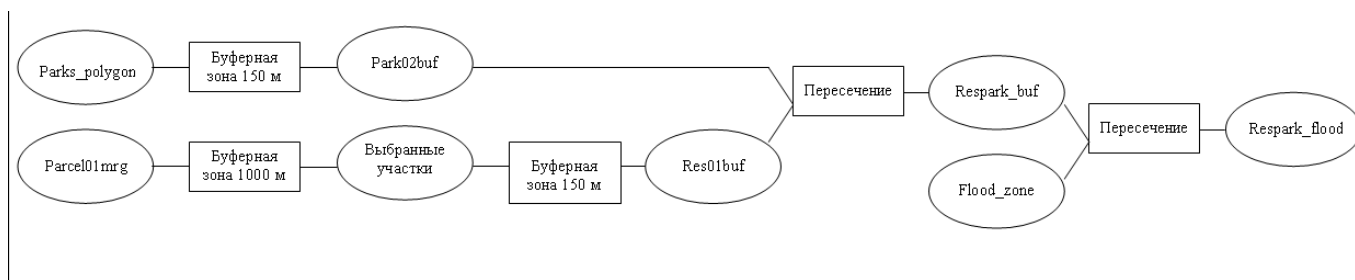 Parks_polygon
Буферная
зона 150 м
Park02buf
Пересечение
Respark_buf
Пересечение
Respark_flood
Parcel01mrg
Буферная
зона 1000 м
Выбранные
участки
Буферная
зона 150 м
Res01buf
Flood_zone